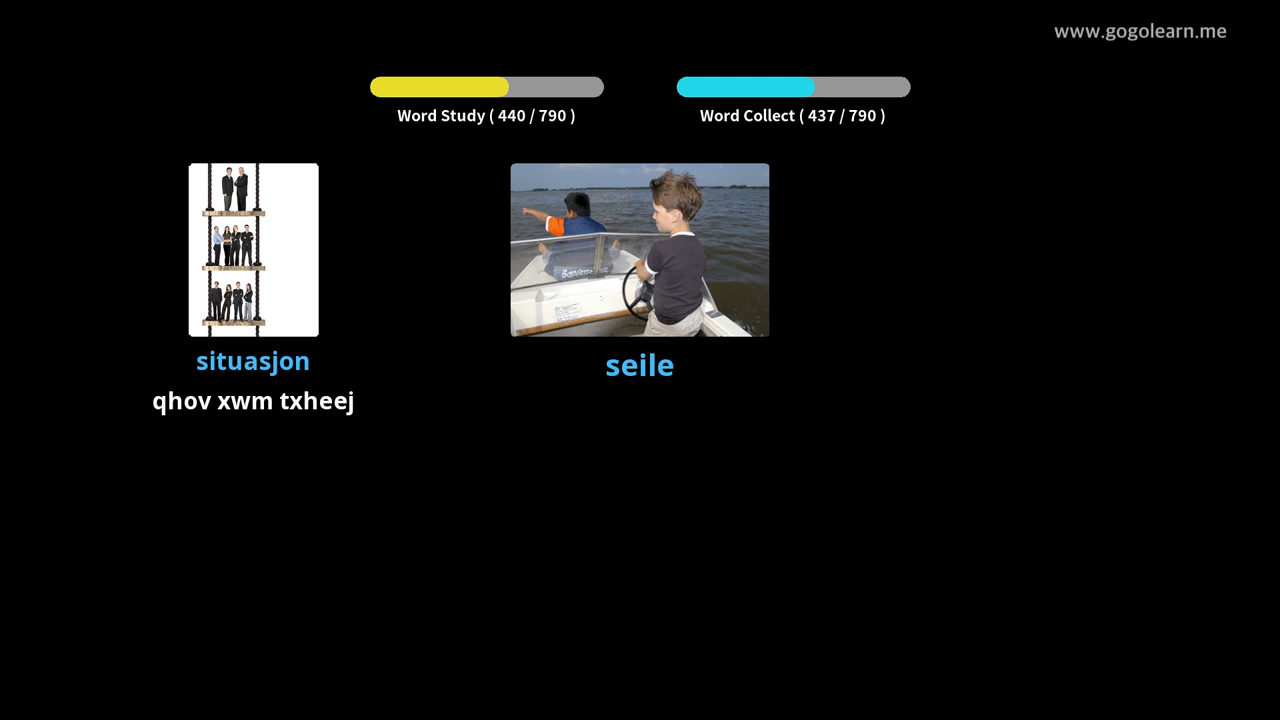 www.gogolearn.me
Word Study ( 440 / 790 )
Word Collect ( 437 / 790 )
situasjon
qhov xwm txheej
seile